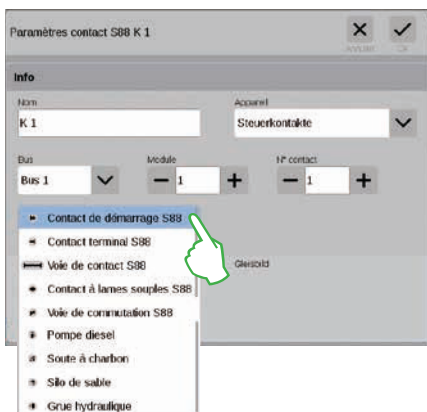 Paramètres contact S88 K 1
Annuler Ok
Info
Nom Appareil
K 1 Steuerkontakte
Bus Module N° contact
Bus 1 1 1
Contact de démarrage S88
Contact terminal S88
Voie de contact S88 Gleisbild
Contact à lames souples S88
Voie de commutation S88
Pompe diesel
Soute à charbon
Silo de sable
Grue hydraulique